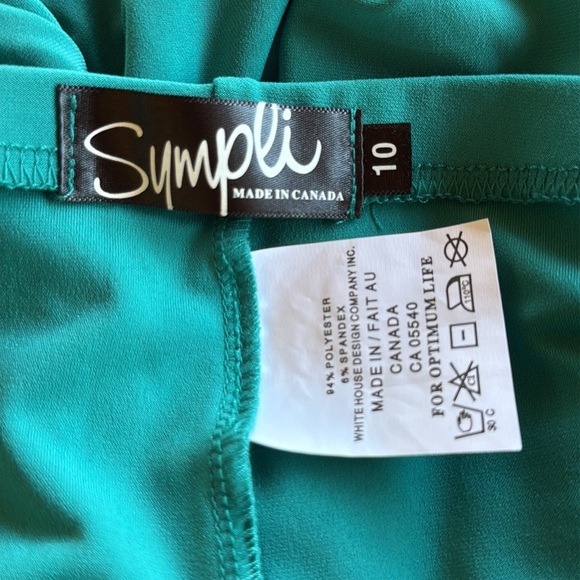 Sympli
MADE IN CANADA
10
94% POLYESTER
6% SPANDEX
WHITE HOUSE DESIGN COMPANY INC.
MADE IN / FAIT AU
CANADA
CA 05540
FOR OPTIMUM LIFE
110°C
30 C